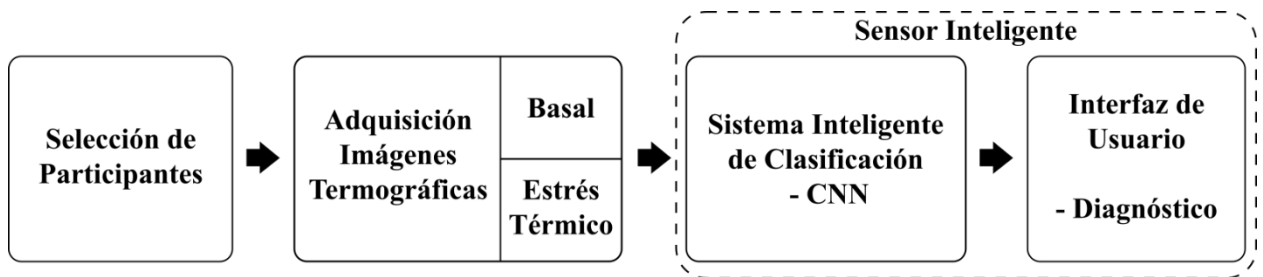 Sensor Inteligente
Selección de
Participantes
Adquisición
Imágenes
Termográficas
Basal
Estrés
Térmico
Sistema Inteligente
de Clasificación
- CNN
Interfaz de
Usuario
- Diagnóstico